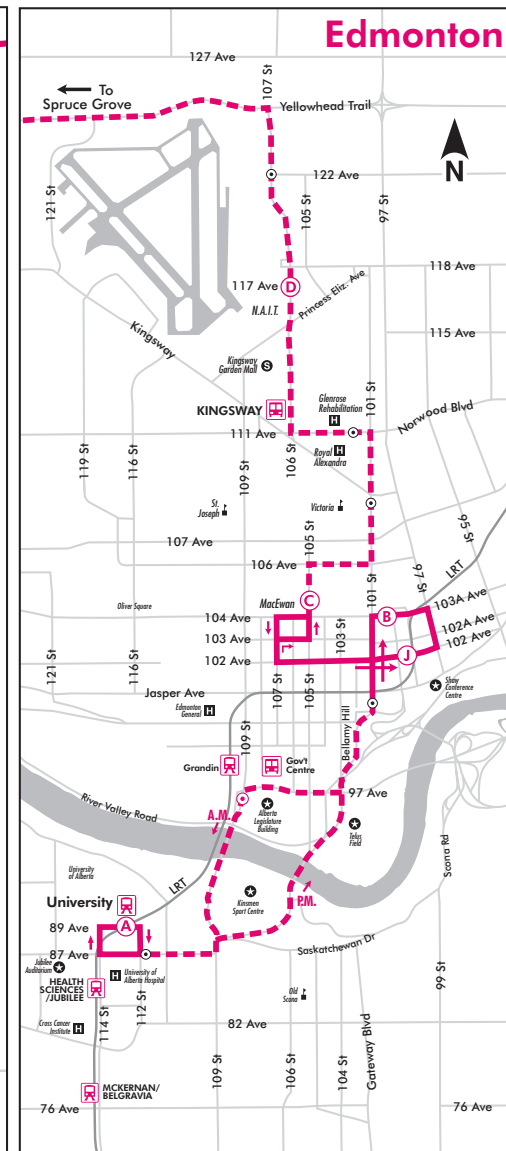 Edmonton
127 Ave
To
Spruce Grove
107 St
Yellowhead Trail
N
122 Ave
121 St
105 St
97 St
118 Ave
117 Ave
D
Princess Eliz. Ave
N.A.I.T.
115 Ave
Kingsway
Kingsway
Garden Mall
S
KINGSWAY
Glenrose
Rehabilitation
H
101 St
Norwood Blvd
111 Ave
Royal
Alexandra
H
119 St
116 St
109 St
106 St
St.
Joseph
Victoria
95 St
107 Ave
105 St
106 Ave
97 St
LRT
101 St
MacEwan
C
Oliver Square
104 Ave
B
103A Ave
103 Ave
103 St
102A Ave
102 Ave
102 Ave
J
121 St
116 St
107 St
105 St
Shaw
Conference
Centre
Jasper Ave
Edmonton
General
H
109 St
Bellamy Hill
Grandin
Gov't
Centre
97 Ave
River Valley Road
A.M.
Alberta
Legislature
Building
Telus
Field
Scona Rd
University
of Alberta
LRT
Kinsmen
Sport Centre
P.M.
University
89 Ave
A
87 Ave
Saskatchewan Dr
Jubilee
Auditorium
H
University of
Alberta Hospital
HEALTH
SCIENCES
/JUBILEE
99 St
Old
Scona
114 St
112 St
Cross Cancer
Institute
H
82 Ave
Gateway Blvd
109 St
106 St
104 St
MCKERNAN/
BELGRAVIA
76 Ave
76 Ave